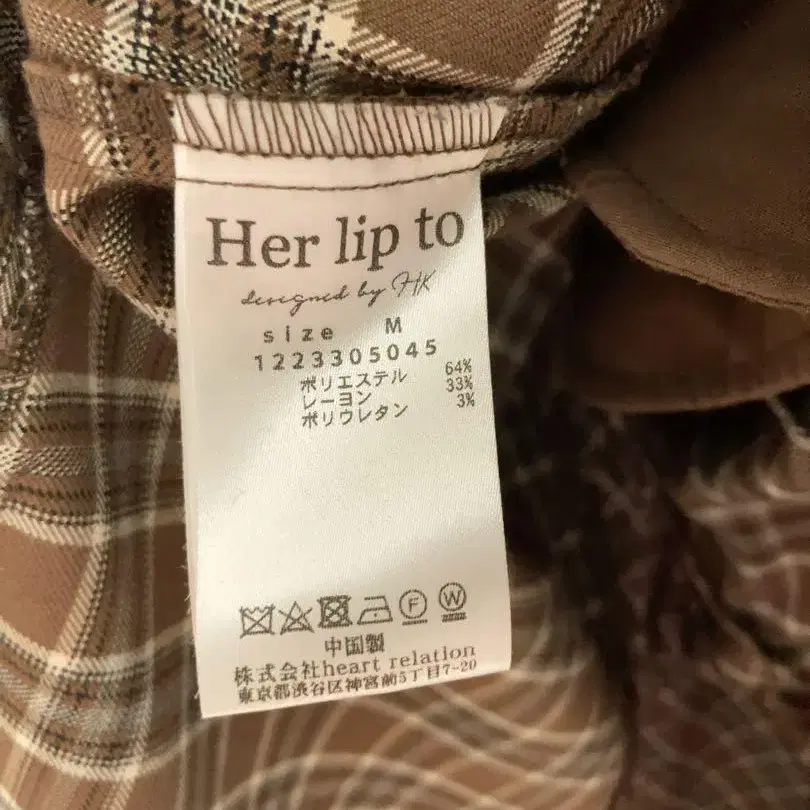 Her lip to
designed by HK
size M
1223305045
ポリエステル 64%
レーヨン 33%
ポリウレタン 3%
F W
中国製
株式会社heart relation
東京都渋谷区神宮前5丁目7-20